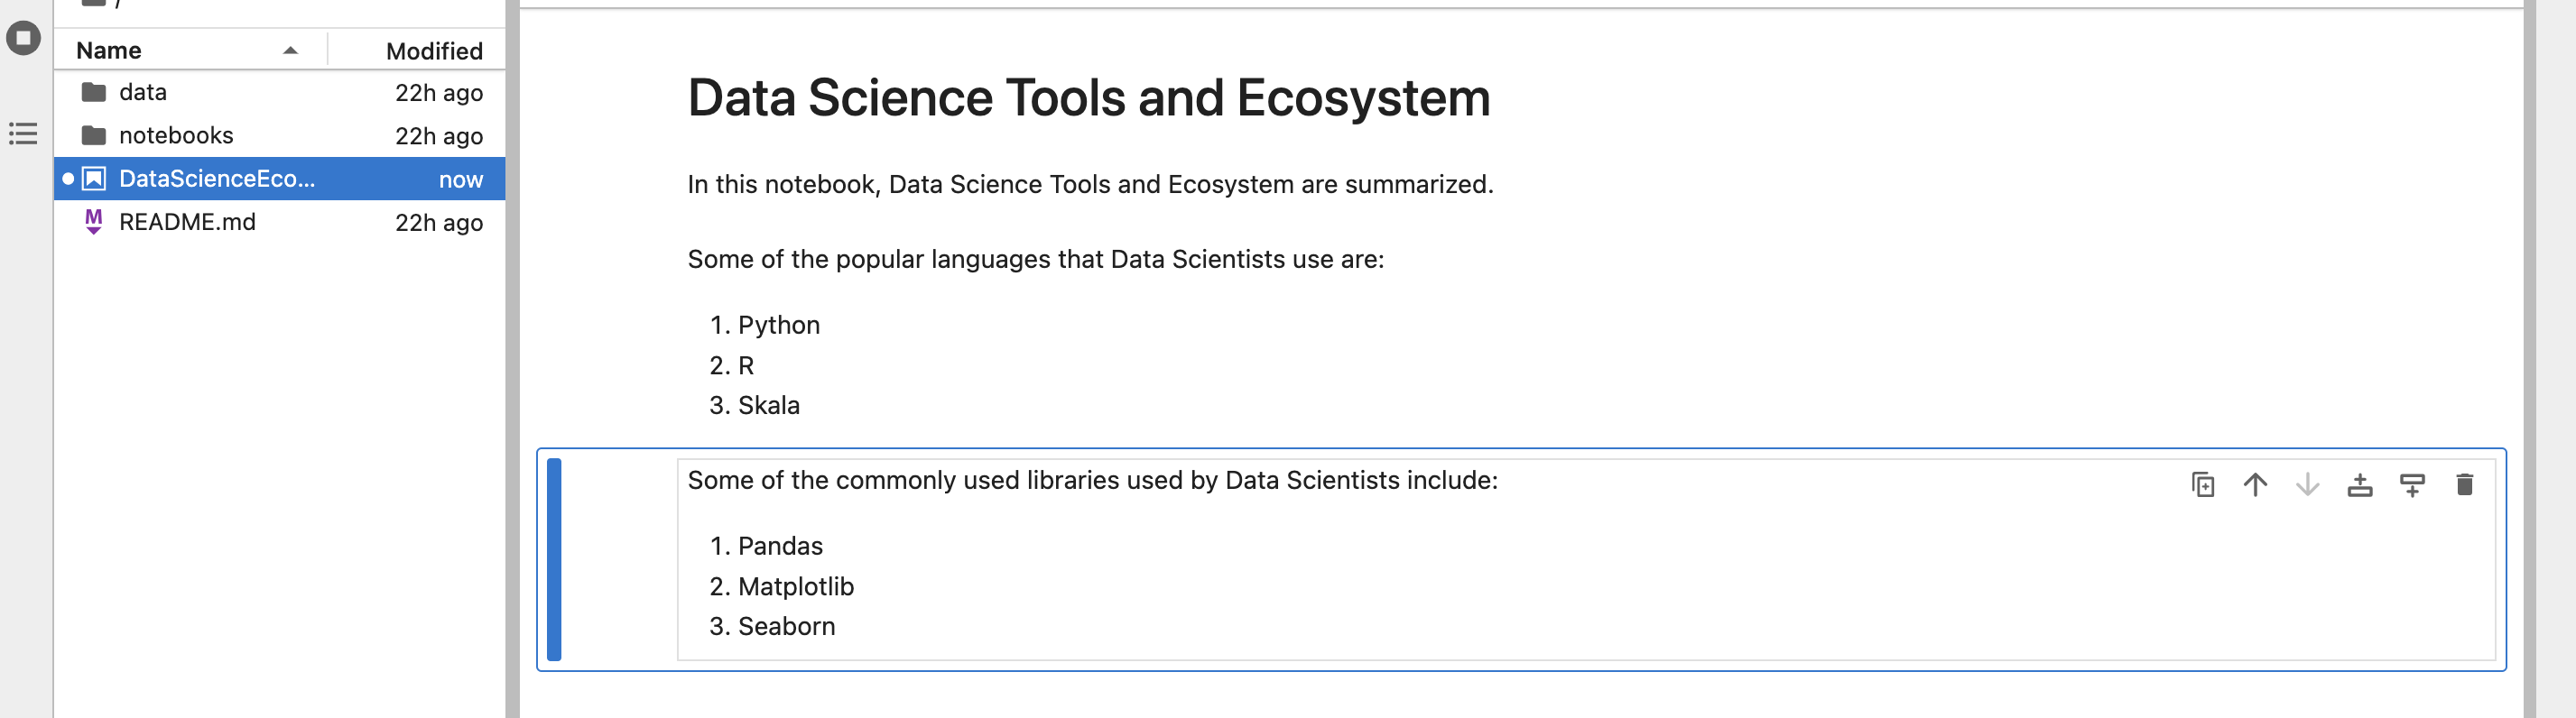 /
Name Modified
data 22h ago
notebooks 22h ago
DataScienceEco... now
README.md 22h ago
Data Science Tools and Ecosystem
In this notebook, Data Science Tools and Ecosystem are summarized.
Some of the popular languages that Data Scientists use are:
1. Python
2. R
3. Skala
Some of the commonly used libraries used by Data Scientists include:
1. Pandas
2. Matplotlib
3. Seaborn